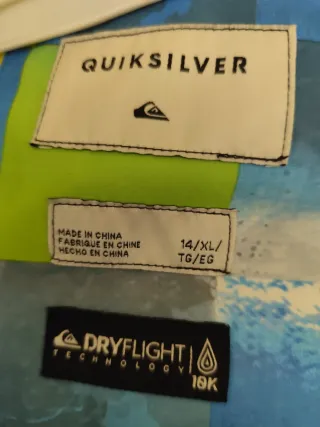 QUIKSILVER
MADE IN CHINA
FABRIQUE EN CHINE
HECHO EN CHINA
14/XL/
TG/EG
DRYFLIGHT
TECHNOLOGY
10K